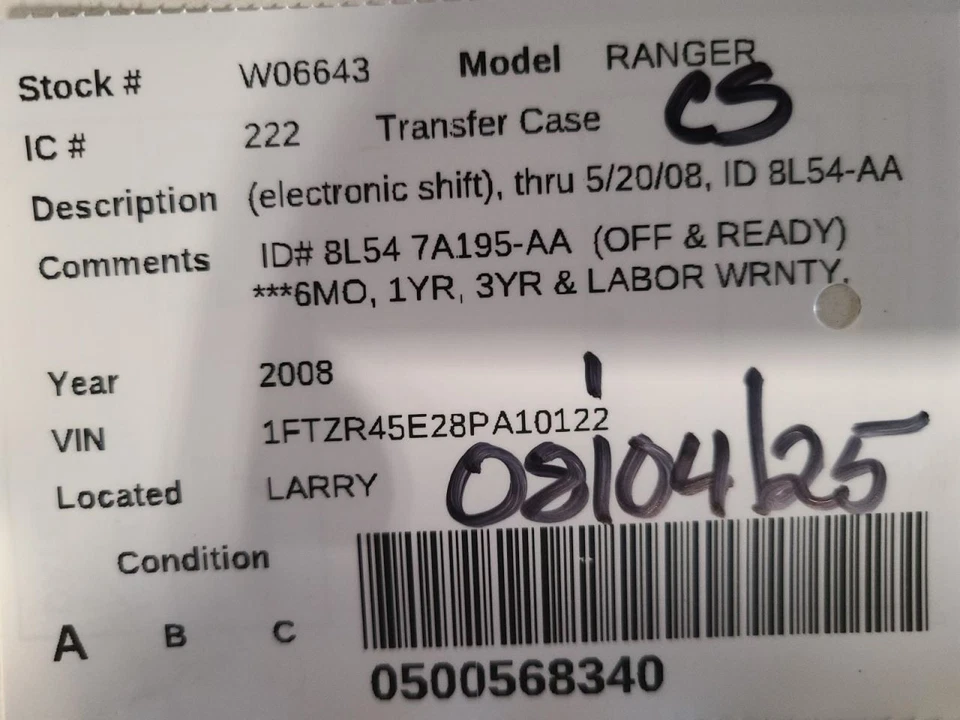 Stock # W06643 Model RANGER
CS
IC # 222 Transfer Case
Description (electronic shift), thru 5/20/08, ID 8L54-AA
Comments ID# 8L54 7A195-AA (OFF & READY)
***6MO, 1YR, 3YR & LABOR WRNTY.
Year 2008
VIN 1FTZR45E28PA10122
08/04/25
Located LARRY
Condition
A B C
0500568340